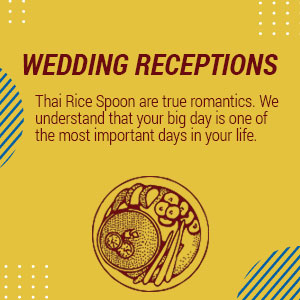 WEDDING RECEPTIONS
Thai Rice Spoon are true romantics. We
understand that your big day is one of
the most important days in your life.